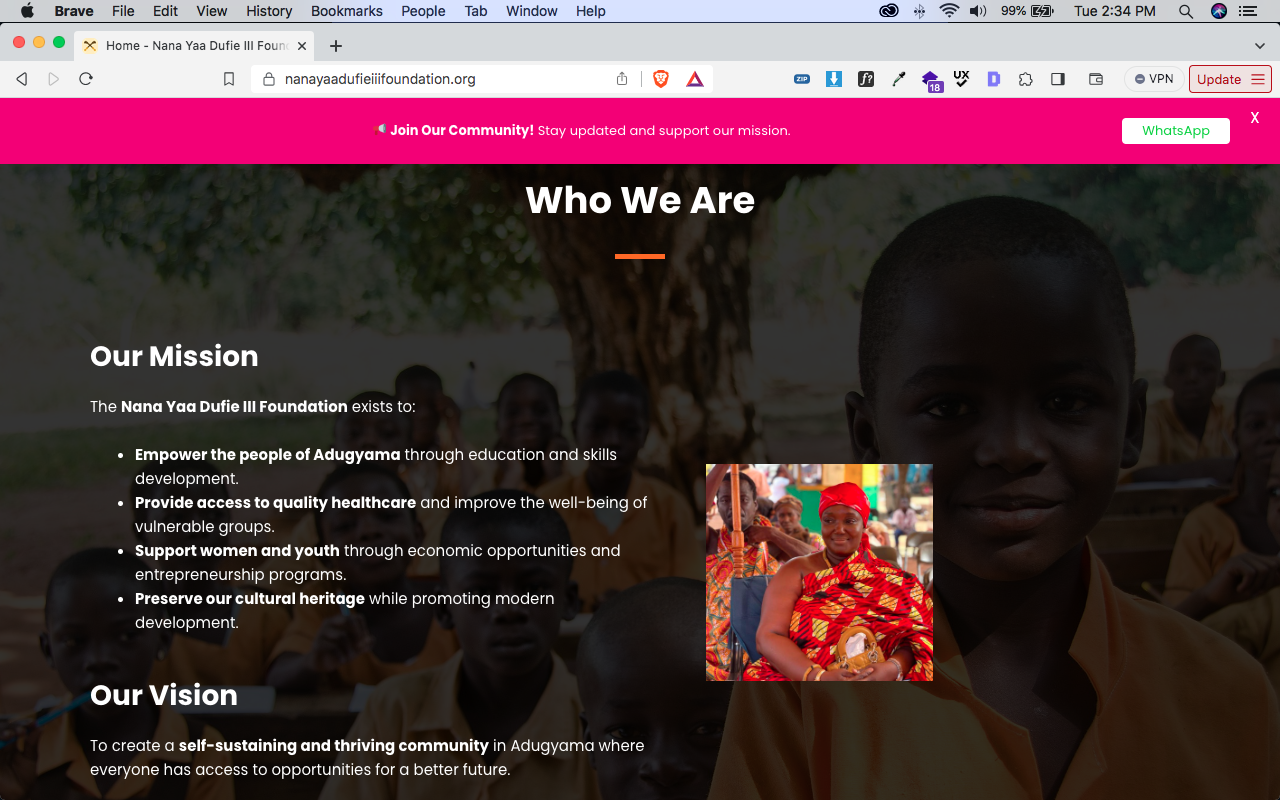 Brave File Edit View History Bookmarks People Tab Window Help 99% Tue 2:34 PM
Home - Nana Yaa Dufie III Foun
nanayaadufieiiifoundation.org ZIP f? 18 UX D VPN Update
Join Our Community! Stay updated and support our mission. WhatsApp X
Who We Are
Our Mission
The Nana Yaa Dufie III Foundation exists to:
• Empower the people of Adugyama through education and skills
development.
• Provide access to quality healthcare and improve the well-being of
vulnerable groups.
• Support women and youth through economic opportunities and
entrepreneurship programs.
• Preserve our cultural heritage while promoting modern
development.
Our Vision
To create a self-sustaining and thriving community in Adugyama where
everyone has access to opportunities for a better future.